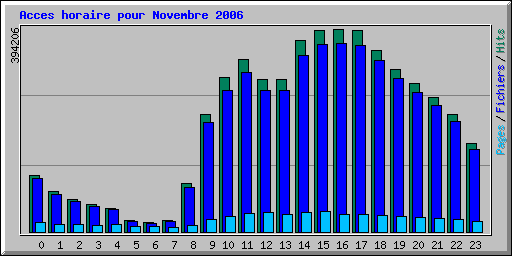 Acces horaire pour Novembre 2006
394206
Pages/Fichiers/Hits
0 1 2 3 4 5 6 7 8 9 10 11 12 13 14 15 16 17 18 19 20 21 22 23